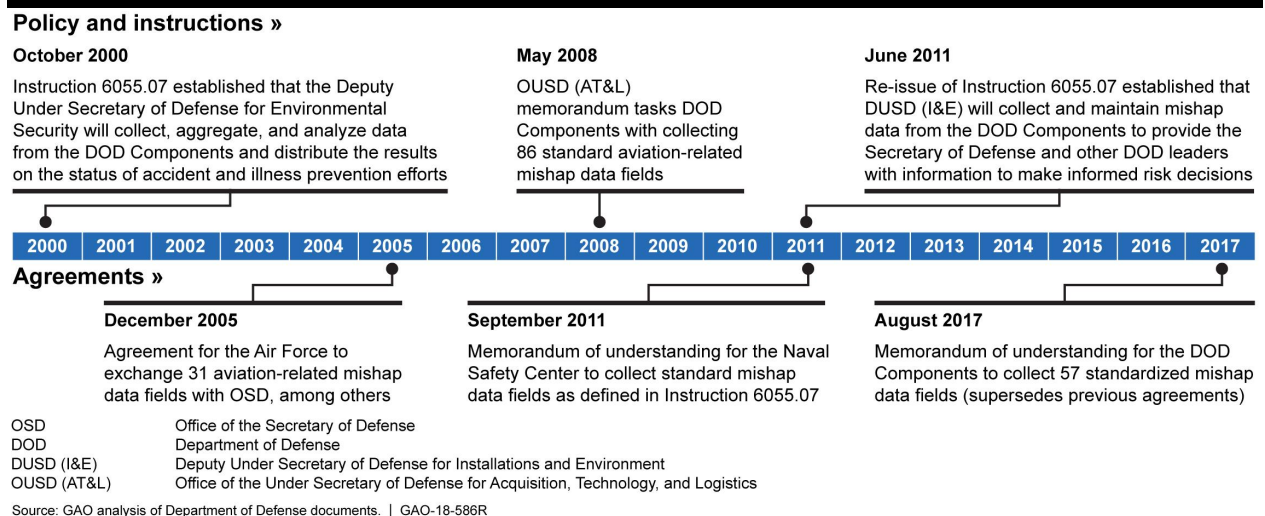 Policy and instructions »
October 2000
Instruction 6055.07 established that the Deputy
Under Secretary of Defense for Environmental
Security will collect, aggregate, and analyze data
from the DOD Components and distribute the results
on the status of accident and illness prevention efforts
May 2008
OUSD (AT&L)
memorandum tasks DOD
Components with collecting
86 standard aviation-related
mishap data fields
June 2011
Re-issue of Instruction 6055.07 established that
DUSD (I&E) will collect and maintain mishap
data from the DOD Components to provide the
Secretary of Defense and other DOD leaders
with information to make informed risk decisions
2000 2001 2002 2003 2004 2005 2006 2007 2008 2009 2010 2011 2012 2013 2014 2015 2016 2017
Agreements »
December 2005
Agreement for the Air Force to
exchange 31 aviation-related mishap
data fields with OSD, among others
September 2011
Memorandum of understanding for the Naval
Safety Center to collect standard mishap
data fields as defined in Instruction 6055.07
August 2017
Memorandum of understanding for the DOD
Components to collect 57 standardized mishap
data fields (supersedes previous agreements)
OSD Office of the Secretary of Defense
DOD Department of Defense
DUSD (I&E) Deputy Under Secretary of Defense for Installations and Environment
OUSD (AT&L) Office of the Under Secretary of Defense for Acquisition, Technology, and Logistics
Source: GAO analysis of Department of Defense documents. | GAO-18-586R